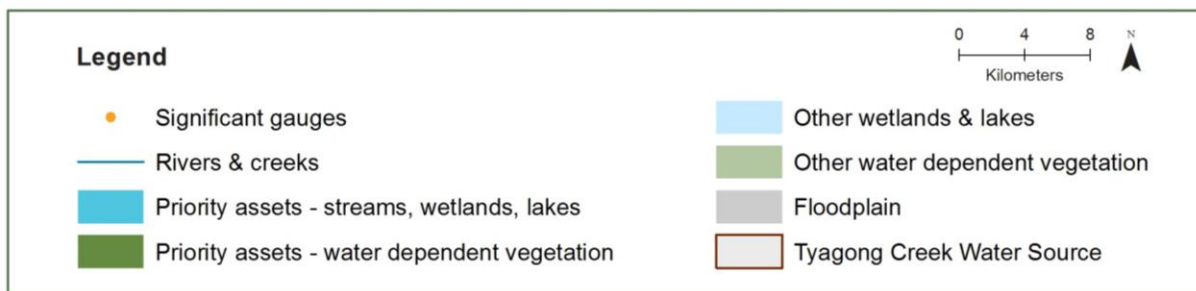 Legend
0 4 8
N
Kilometers
Significant gauges
Rivers & creeks
Priority assets - streams, wetlands, lakes
Priority assets - water dependent vegetation
Other wetlands & lakes
Other water dependent vegetation
Floodplain
Tyagong Creek Water Source